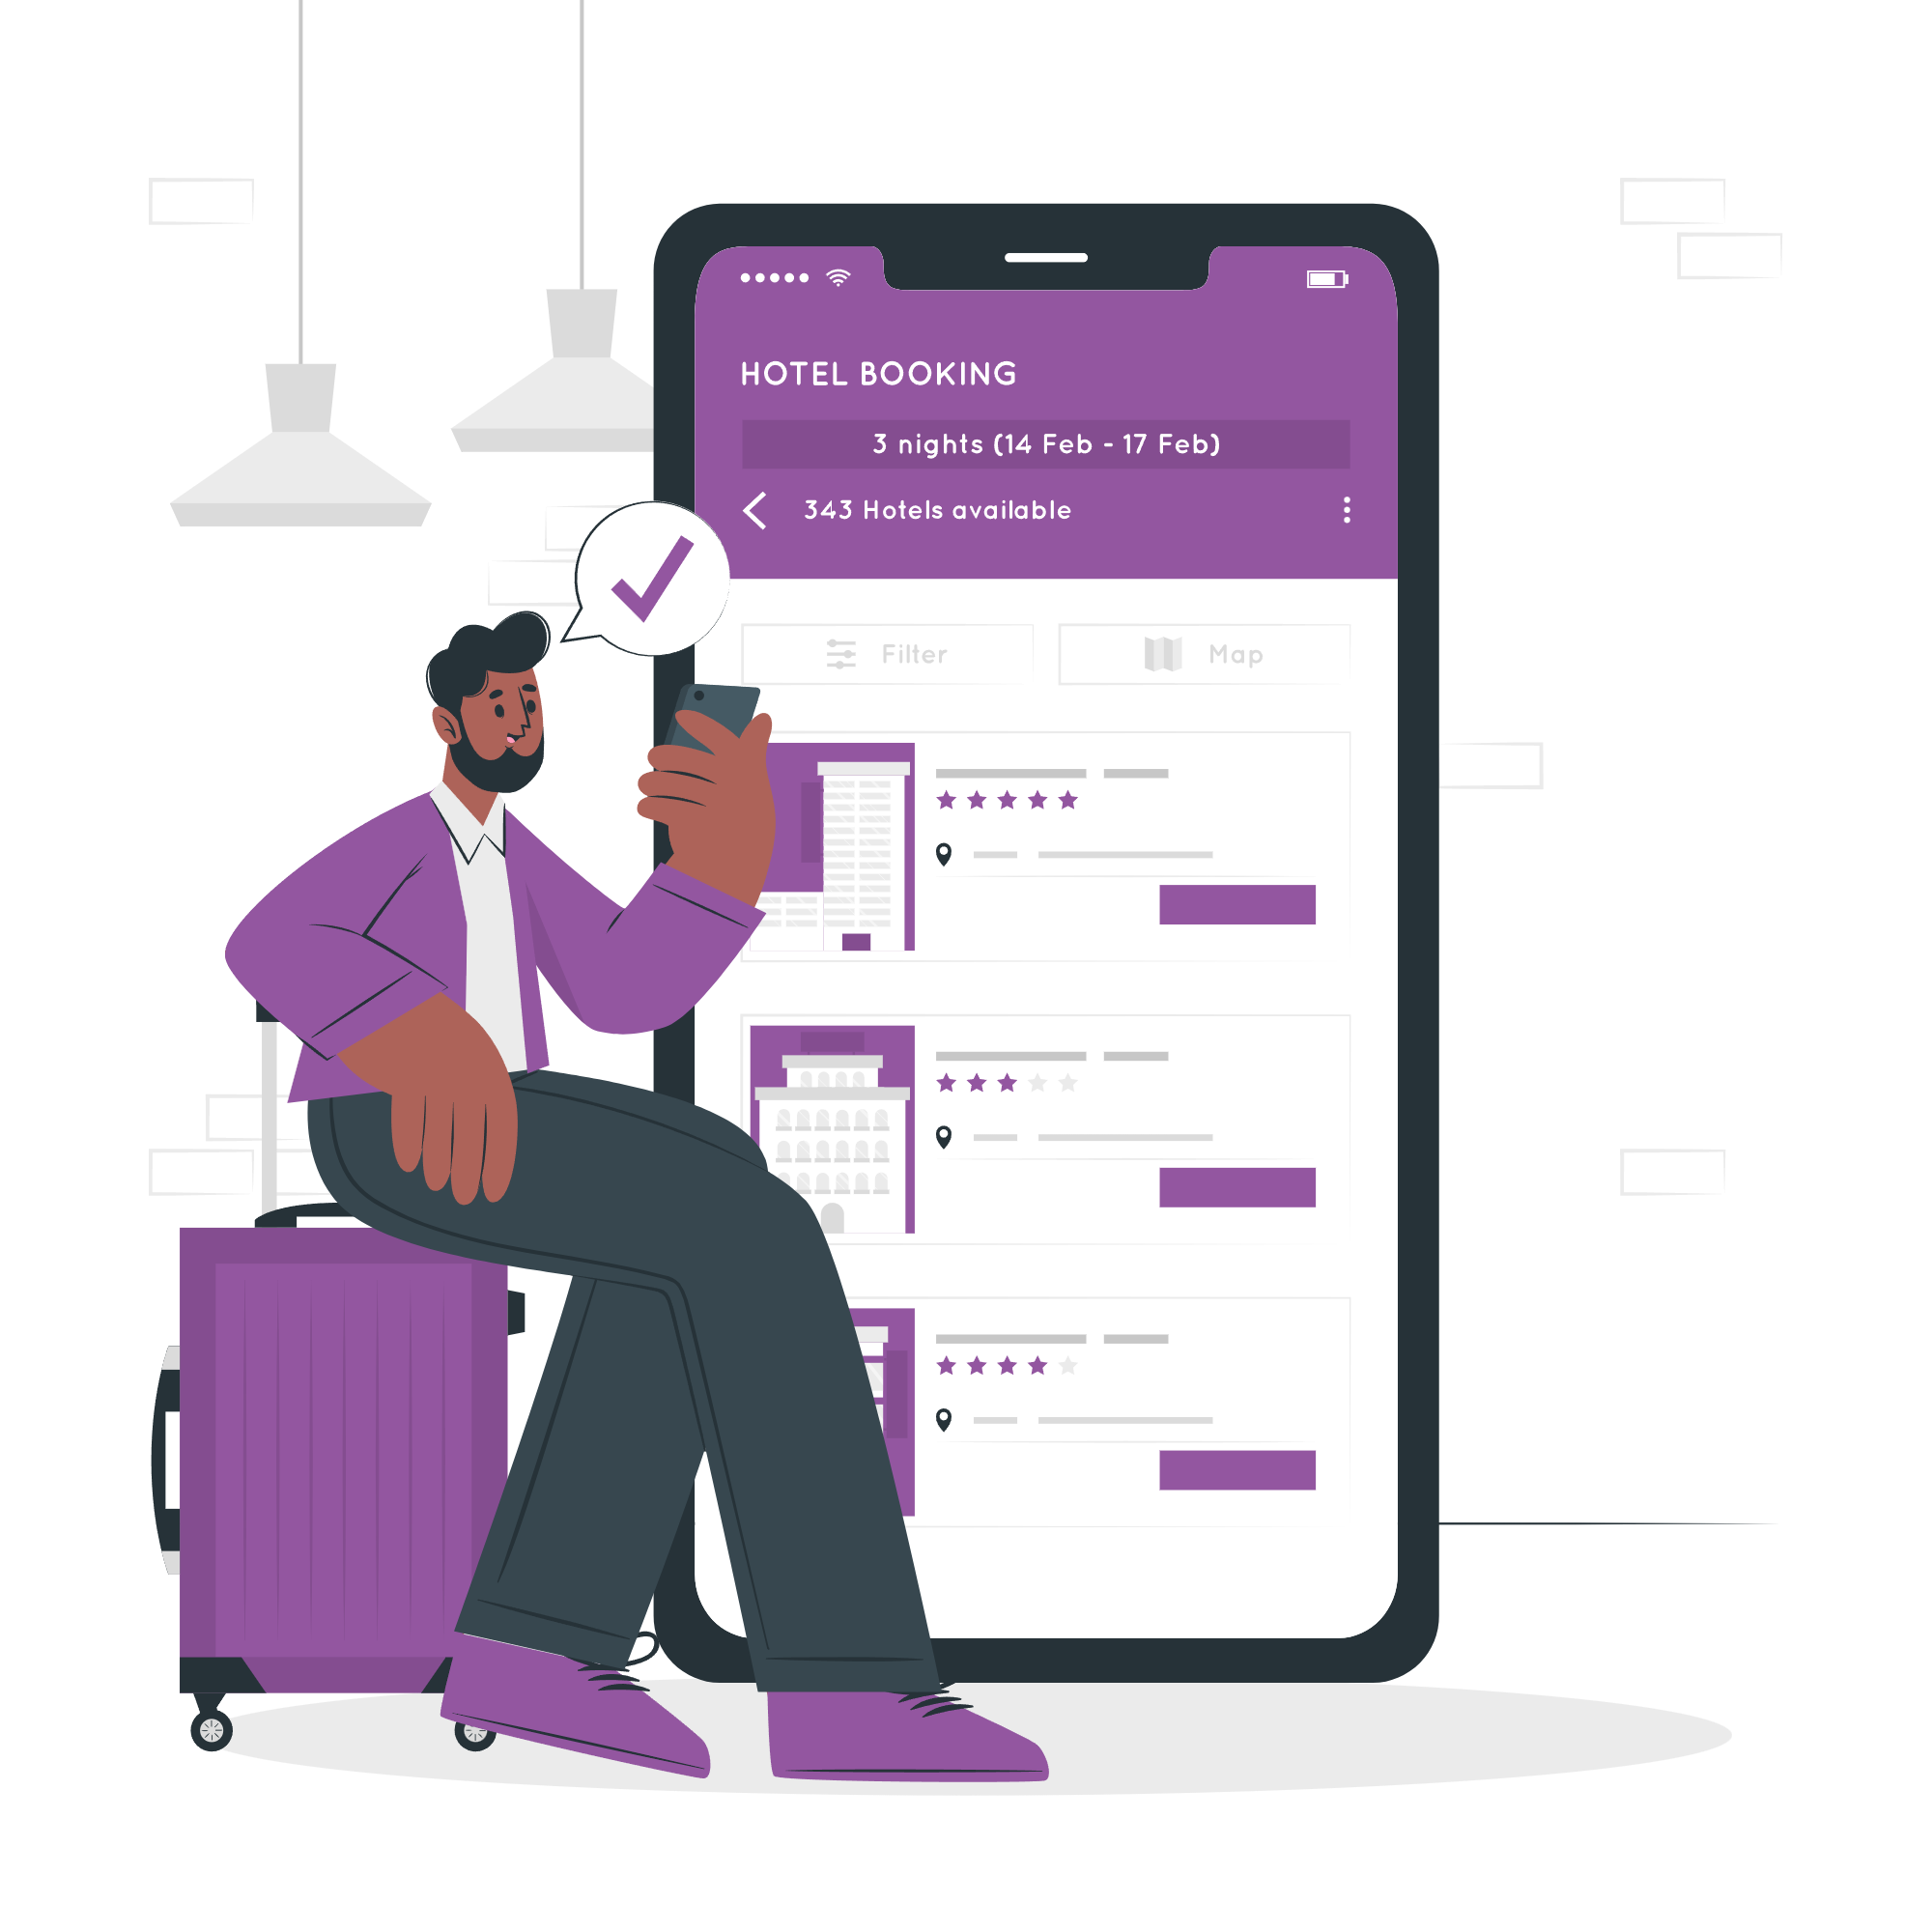 HOTEL BOOKING
3 nights (14 Feb - 17 Feb)
343 Hotels available
Filter
Map